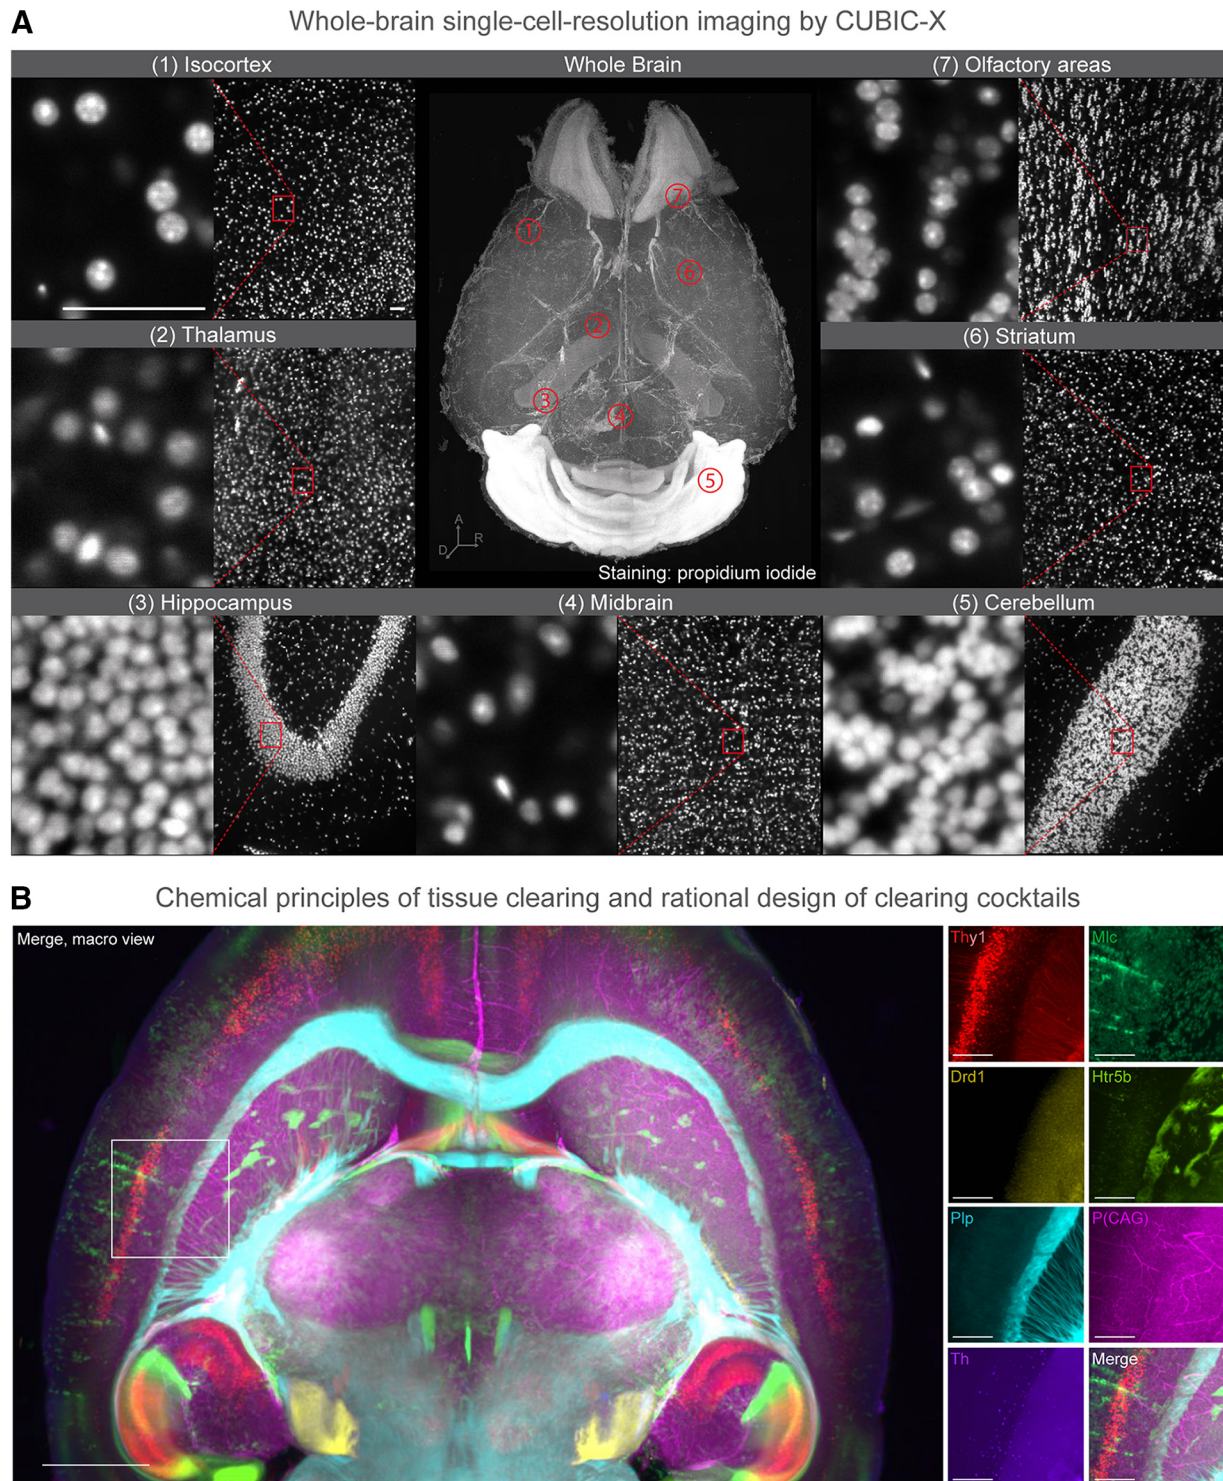 A
Whole-brain single-cell-resolution imaging by CUBIC-X
(1) Isocortex
Whole Brain
(7) Olfactory areas
(2) Thalamus
(6) Striatum
1
2
3
4
5
6
7
A
D
R
Staining: propidium iodide
(3) Hippocampus
(4) Midbrain
(5) Cerebellum
B
Chemical principles of tissue clearing and rational design of clearing cocktails
Merge, macro view
Thy1
Mlc
Drd1
Htr5b
Plp
P(CAG)
Th
Merge